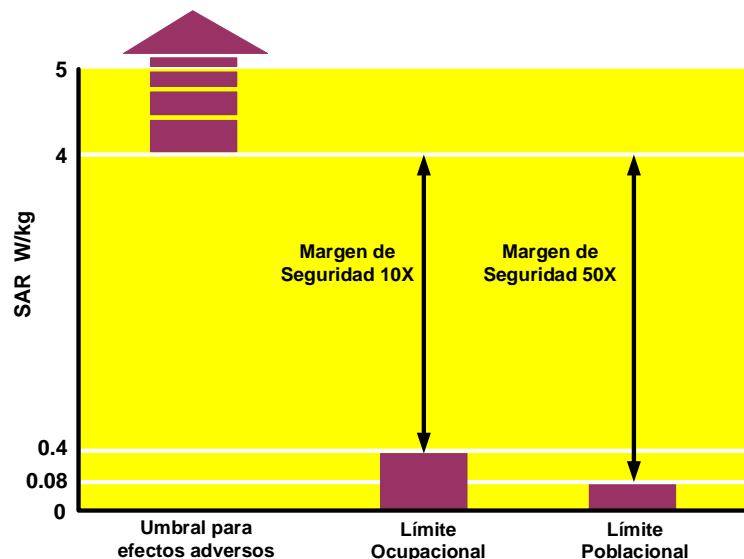 5
4
SAR W/kg
Margen de
Seguridad 10X
Margen de
Seguridad 50X
0.4
0.08
0
Umbral para
efectos adversos
Límite
Ocupacional
Límite
Poblacional